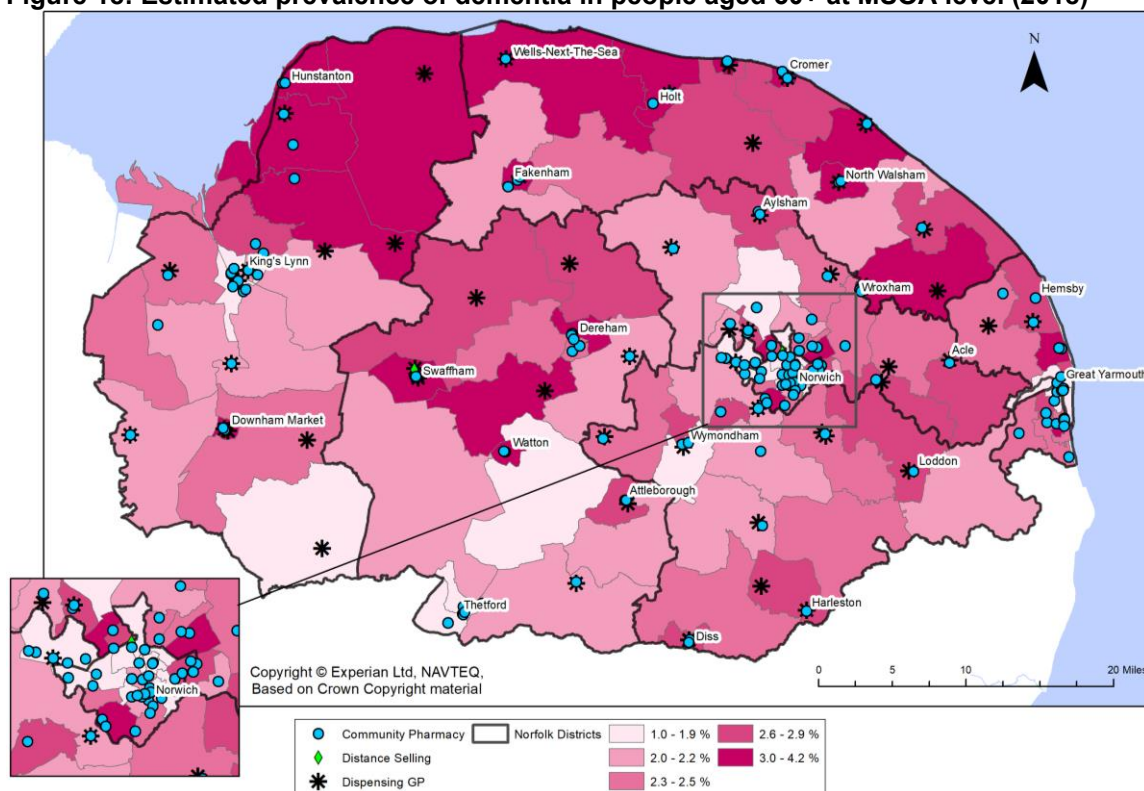 Estimated prevalence of dementia in people aged at MSOA level
N
Wells-Next-The-Sea
Cromer
Hunstanton
Holt
Fakenham
North Walsham
Aylsham
King's Lynn
Wroxham
Hemsby
Dereham
Acle
Swaffham
Norwich
Great Yarmouth
Downham Market
Watton
Wymondham
Loddon
Attleborough
Thetford
Harleston
Diss
Norwich
Copyright © Experian Ltd, NAVTEQ,
Based on Crown Copyright material
0 5 10 20 Miles
Community Pharmacy
Distance Selling
Dispensing GP
Norfolk Districts
1.0 - 1.9 %
2.0 - 2.2 %
2.3 - 2.5 %
2.6 - 2.9 %
3.0 - 4.2 %